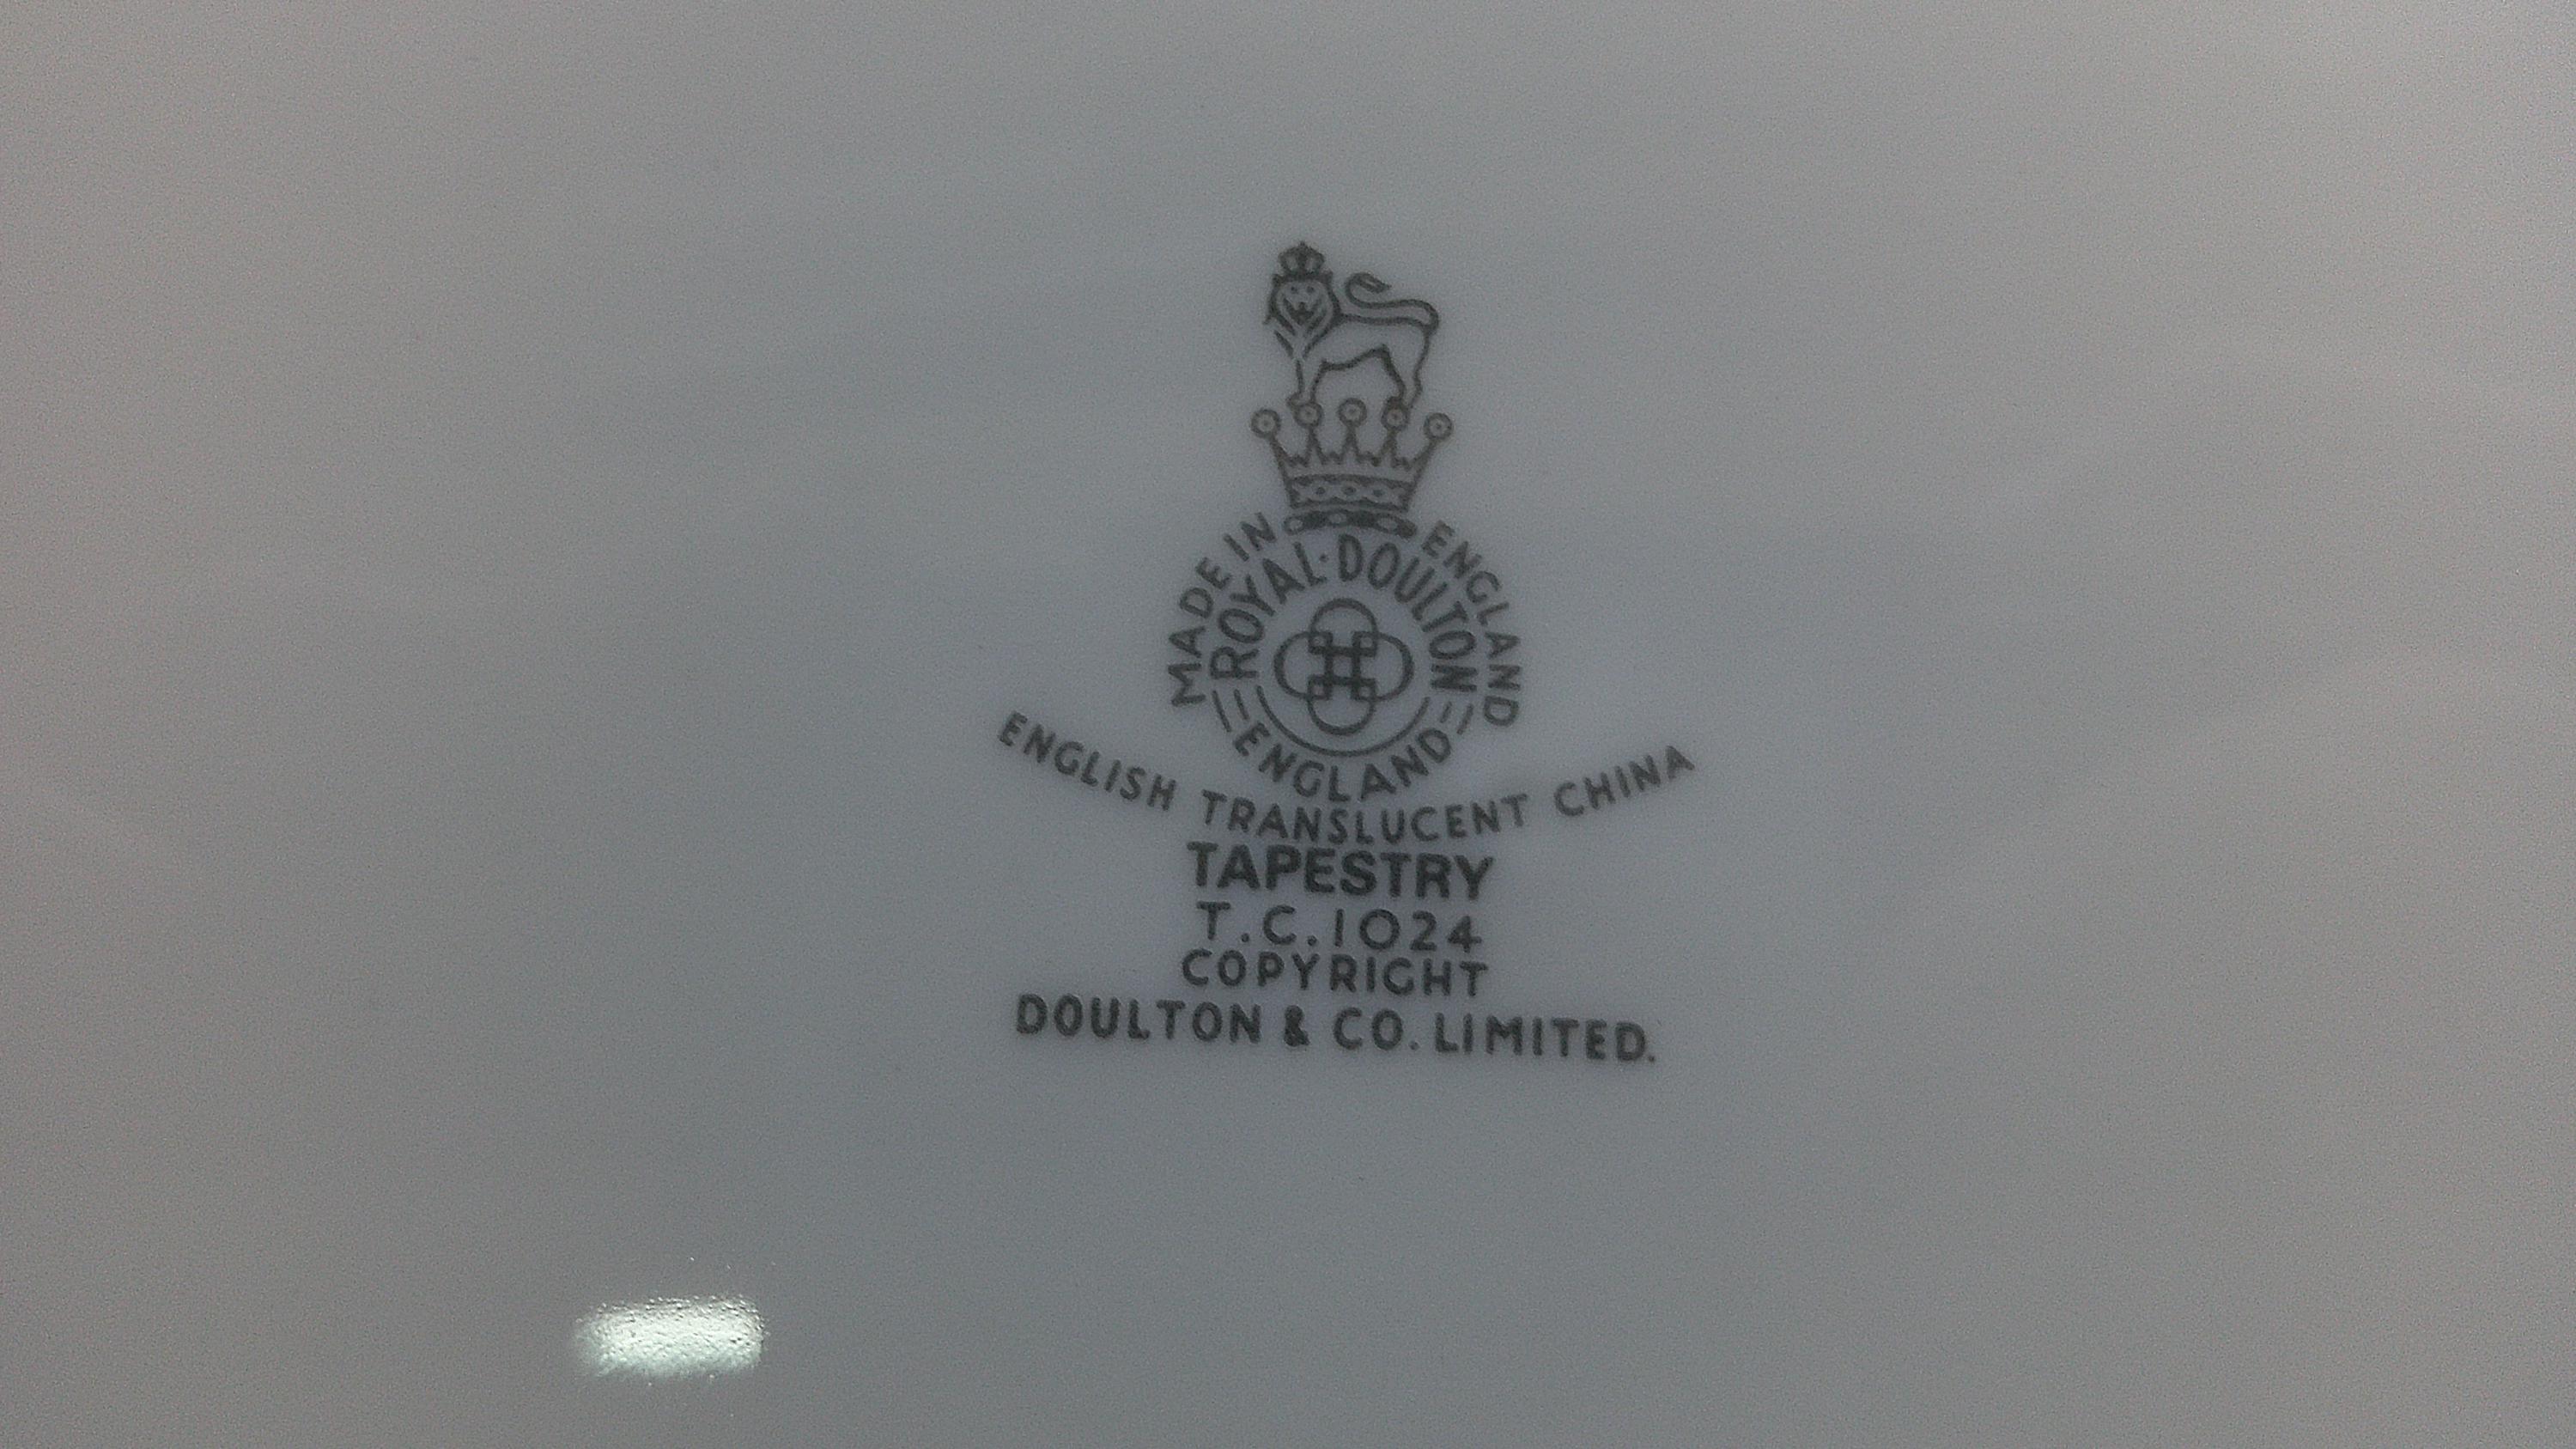 MADE IN ENGLAND
ROYAL·DOULTON
ENGLAND
ENGLISH TRANSLUCENT CHINA
TAPESTRY
T.C.1024
COPYRIGHT
DOULTON & CO. LIMITED.